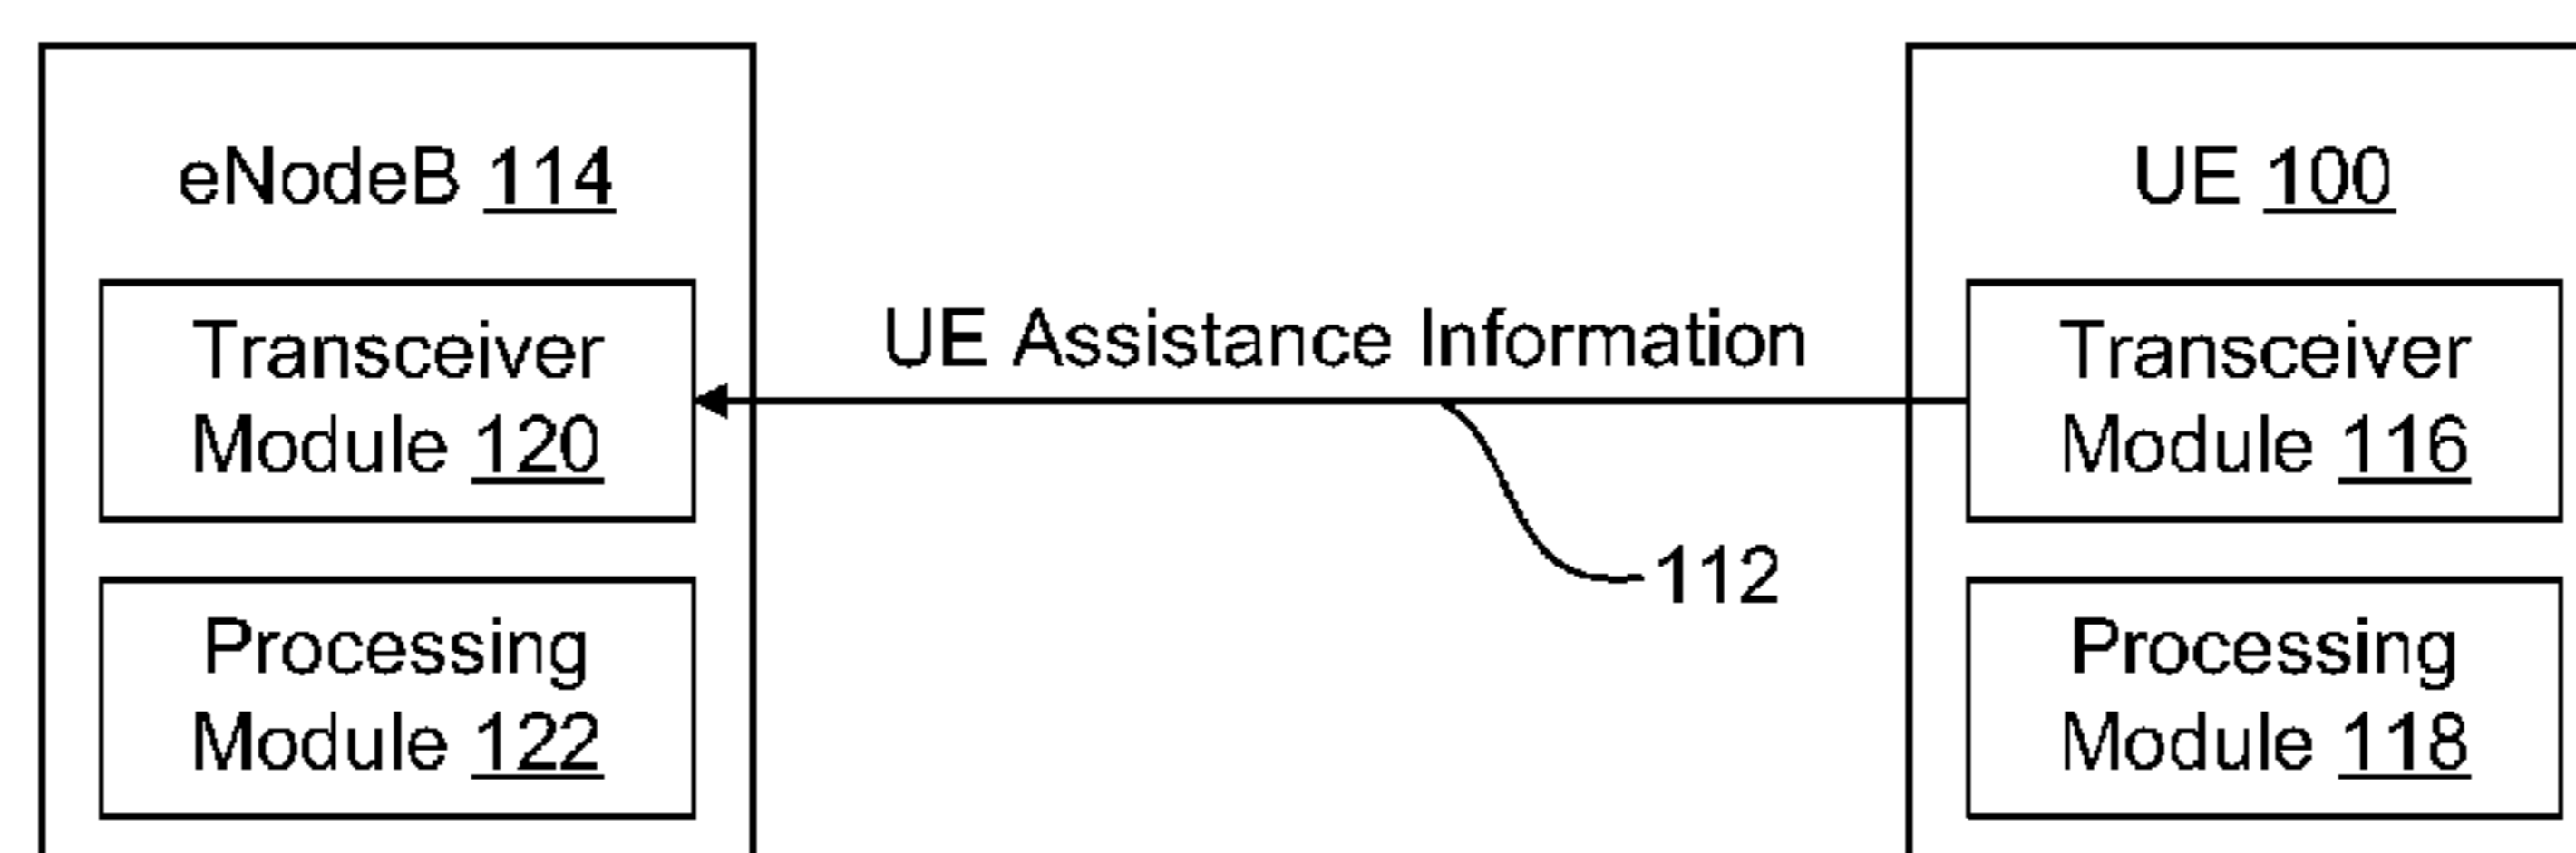 eNodeB 114
Transceiver
Module 120
Processing
Module 122
UE Assistance Information
112
UE 100
Transceiver
Module 116
Processing
Module 118